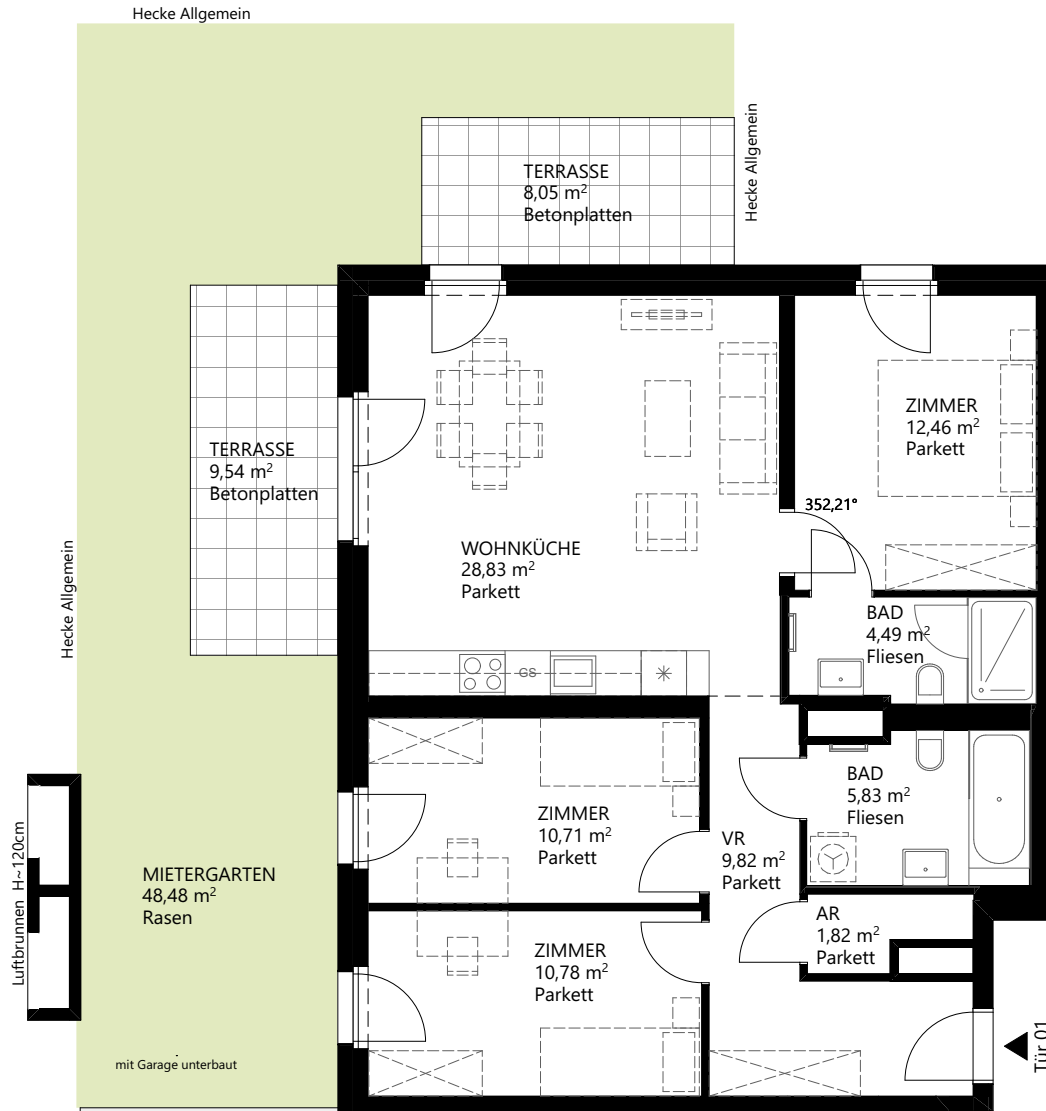 Hecke Allgemein
Hecke Allgemein
TERRASSE
8,05 m²
Betonplatten
ZIMMER
12,46 m²
Parkett
TERRASSE
9,54 m²
Betonplatten
352,21°
WOHNKÜCHE
28,83 m²
Parkett
Hecke Allgemein
BAD
4,49 m²
Fliesen
GS
BAD
5,83 m²
Fliesen
ZIMMER
10,71 m²
Parkett
VR
9,82 m²
Parkett
MIETERGARTEN
48,48 m²
Rasen
Luftbrunnen H~120cm
AR
1,82 m²
Parkett
ZIMMER
10,78 m²
Parkett
Tür 01
mit Garage unterbaut